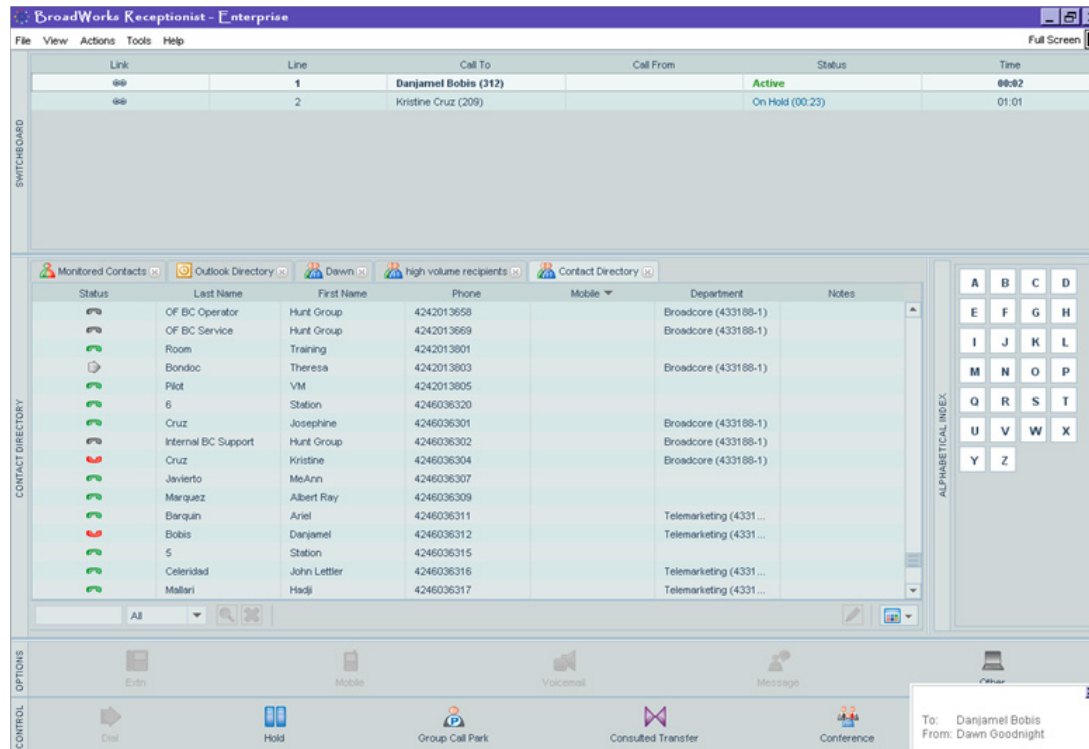 BroadWorks Receptionist - Enterprise
File View Actions Tools Help Full Screen
Link Line Call To Call From Status Time
1 Danjamel Bobis (312) Active 00:02
2 Kristine Cruz (209) On Hold (00:23) 01:01
SWITCHBOARD
Monitored Contacts Outlook Directory Dawn high volume recipients Contact Directory
Status Last Name First Name Phone Mobile Department Notes
OF BC Operator Hunt Group 4242013658 Broadcore (433188-1)
OF BC Service Hunt Group 4242013669 Broadcore (433188-1)
Room Training 4242013801
Bondoc Theresa 4242013803 Broadcore (433188-1)
Pilot VM 4242013805
6 Station 4246036320
Cruz Josephine 4246036301 Broadcore (433188-1)
Internal BC Support Hunt Group 4246036302 Broadcore (433188-1)
Cruz Kristine 4246036304 Broadcore (433188-1)
Javierto MeAnn 4246036307
Marquez Albert Ray 4246036309
Barquin Ariel 4246036311 Telemarketing (4331...
Bobis Danjamel 4246036312 Telemarketing (4331...
5 Station 4246036315
Celeridad John Lettler 4246036316 Telemarketing (4331...
Mallari Hadji 4246036317 Telemarketing (4331...
All
CONTACT DIRECTORY
ALPHABETICAL INDEX
A B C D
E F G H
I J K L
M N O P
Q R S T
U V W X
Y Z
OPTIONS
Extn Mobile Voicemail Message Other
CONTROL
Dial Hold Group Call Park Consulted Transfer Conference
To: Danjamel Bobis
From: Dawn Goodnight